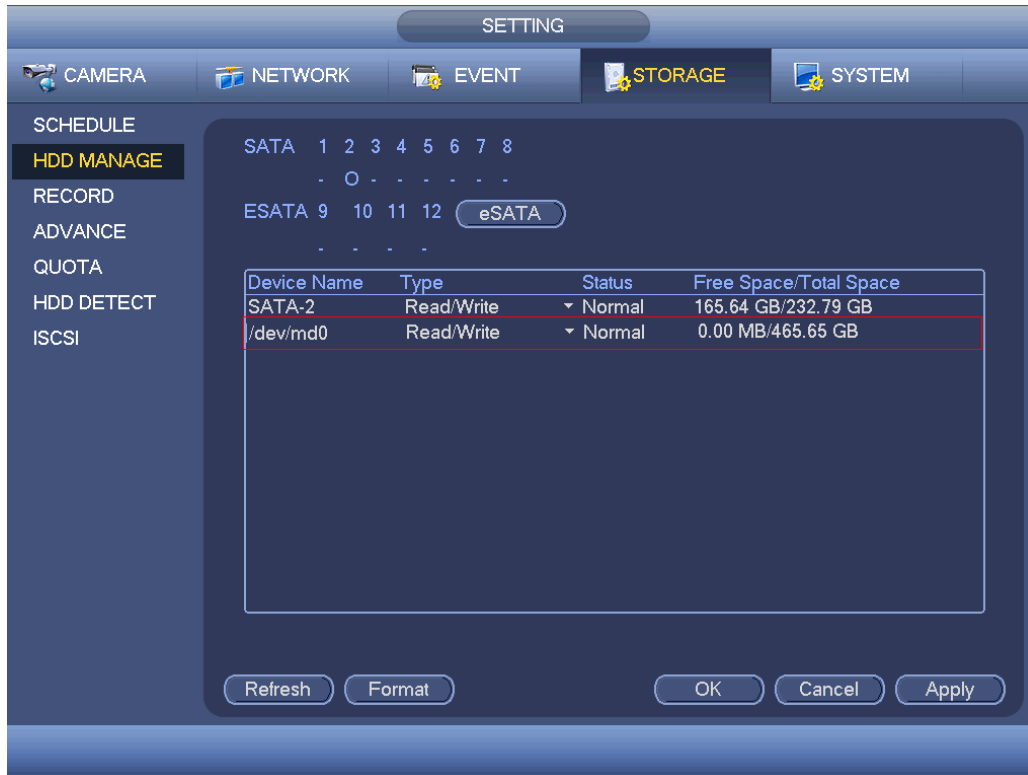 SETTING
CAMERA NETWORK EVENT STORAGE SYSTEM
SCHEDULE
HDD MANAGE
RECORD
ADVANCE
QUOTA
HDD DETECT
ISCSI
SATA 1 2 3 4 5 6 7 8
- O - - - - - -
ESATA 9 10 11 12 eSATA
- - - -
Device Name Type Status Free Space/Total Space
SATA-2 Read/Write Normal 165.64 GB/232.79 GB
/dev/md0 Read/Write Normal 0.00 MB/465.65 GB
Refresh Format OK Cancel Apply